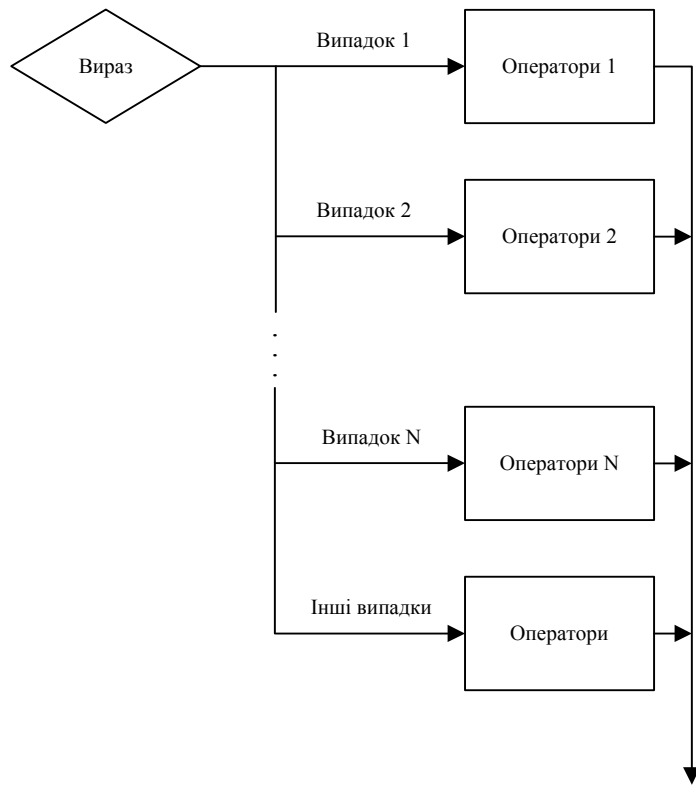 Вираз
Випадок 1
Оператори 1
Випадок 2
Оператори 2
Випадок N
Оператори N
Інші випадки
Оператори